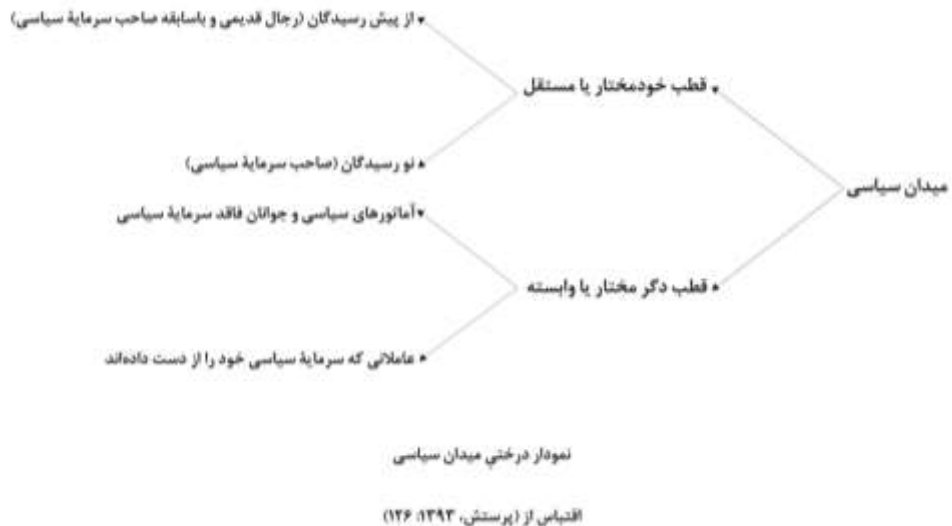 • از پیش رسیدگان (رجال قدیمی و باسابقه صاحب سرمایهٔ سیاسی)
• قطب خودمختار یا مستقل
• نو رسیدگان (صاحب سرمایهٔ سیاسی)
میدان سیاسی
• آماتورهای سیاسی و جوانان فاقد سرمایهٔ سیاسی
• قطب دگر مختار یا وابسته
• عاملانی که سرمایهٔ سیاسی خود را از دست داده‌اند
نمودار درختیِ میدان سیاسی
اقتباس از (پرستش، ۱۳۹۳: ۱۳۶)